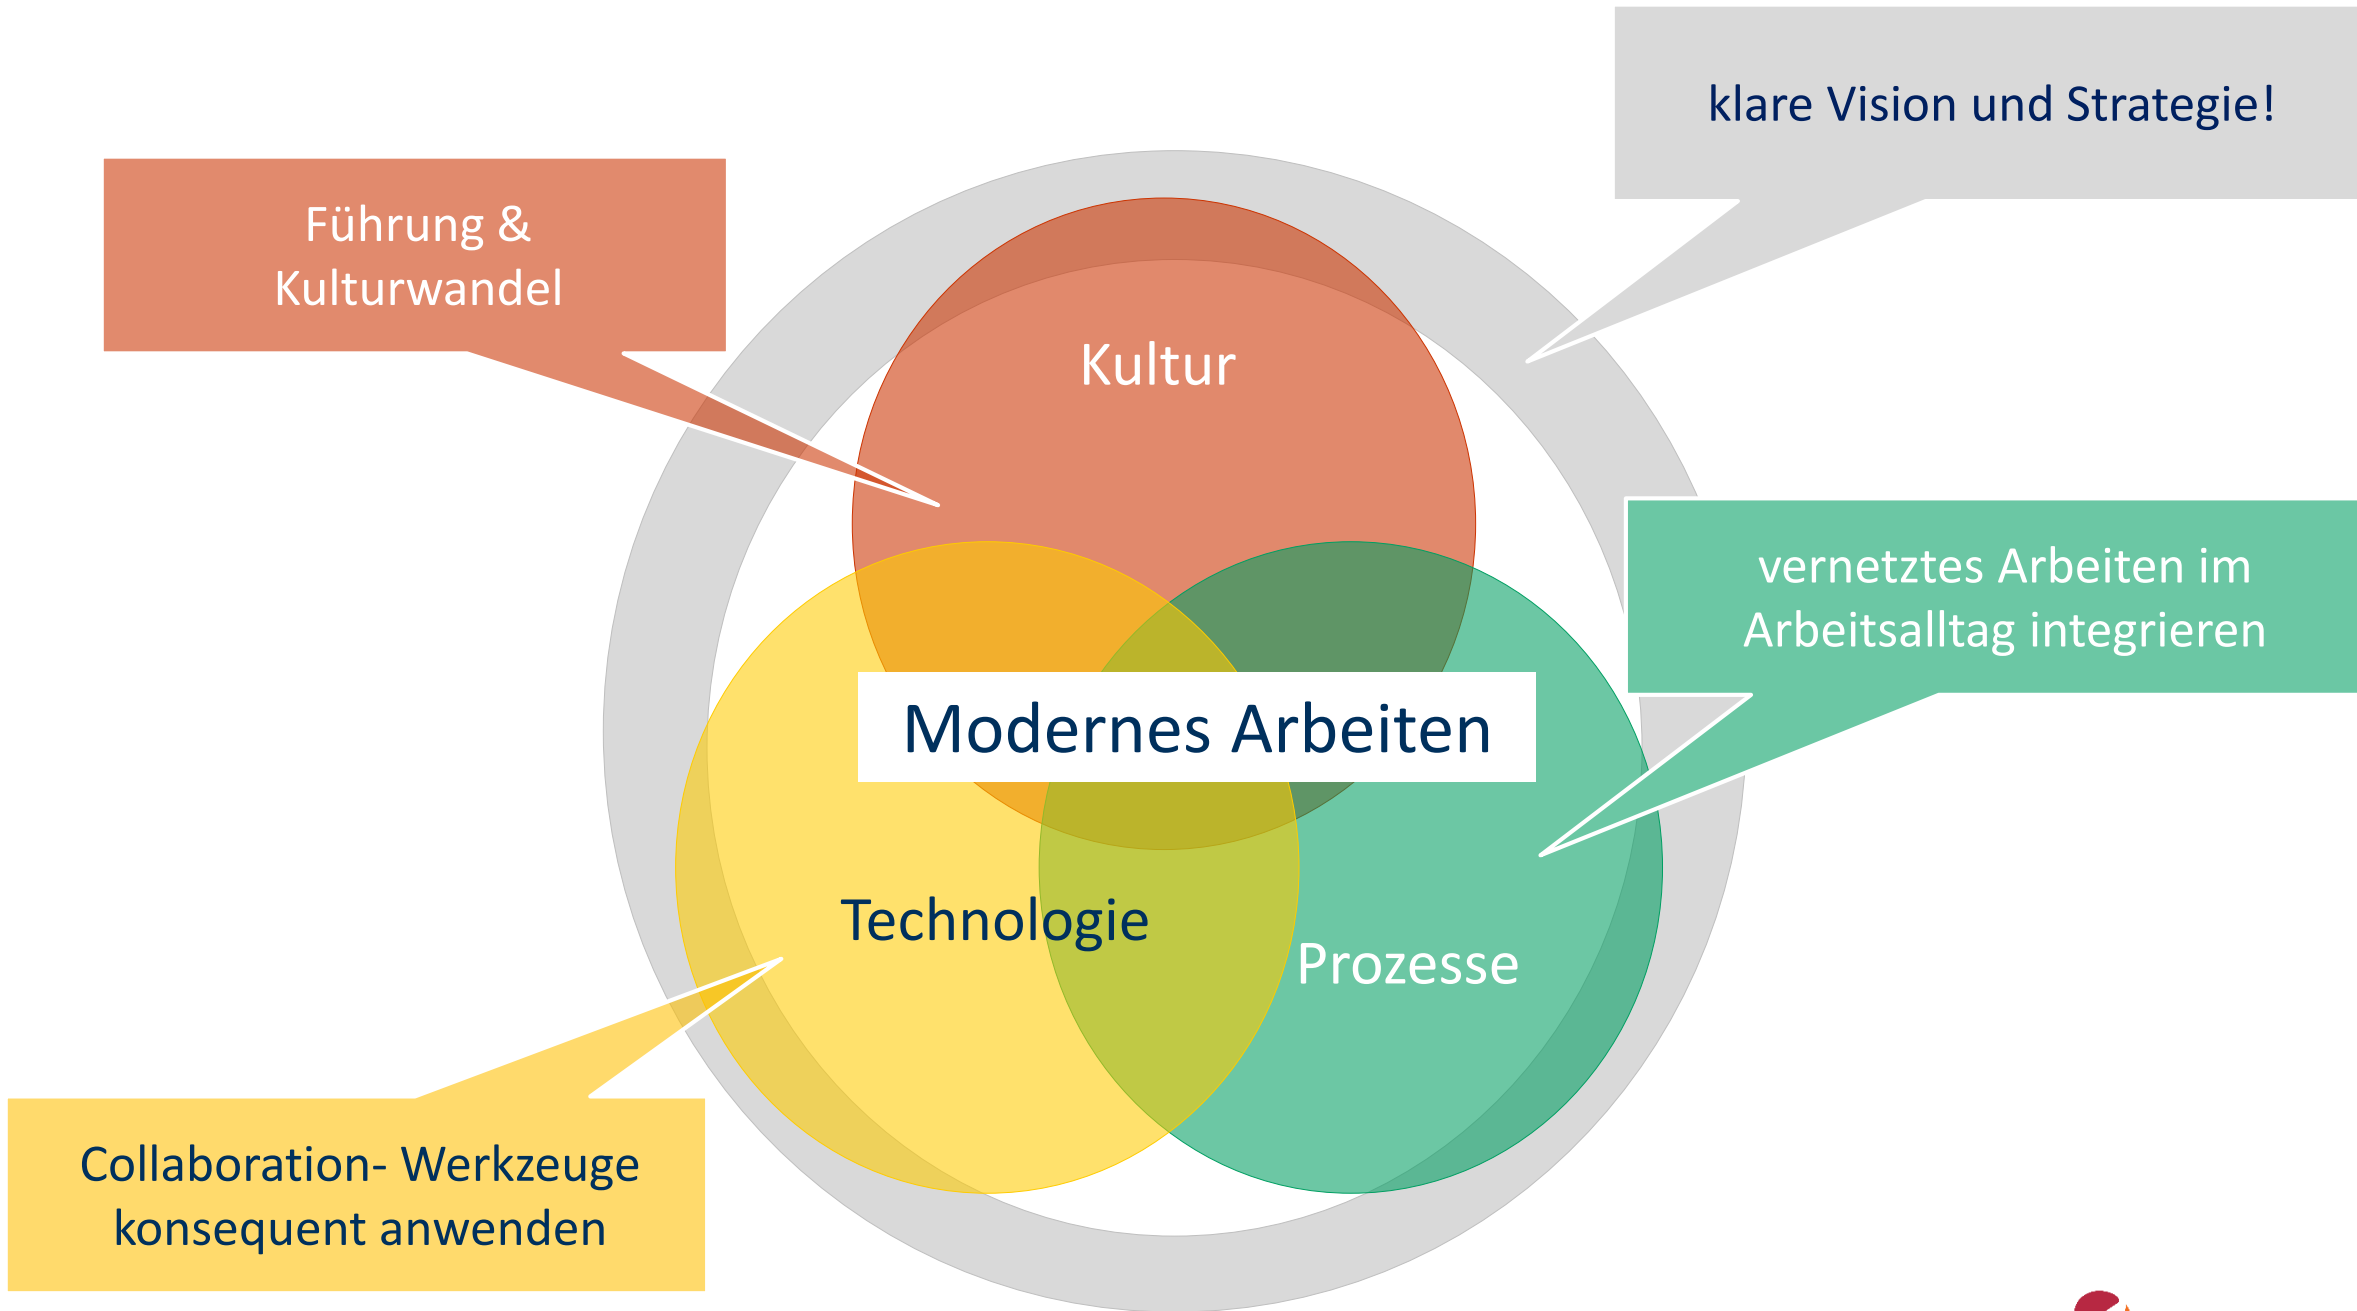 klare Vision und Strategie!
Führung &
Kulturwandel
Kultur
vernetztes Arbeiten im
Arbeitsalltag integrieren
Modernes Arbeiten
Technologie
Prozesse
Collaboration- Werkzeuge
konsequent anwenden